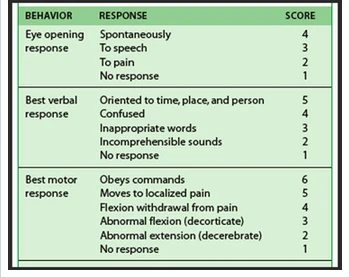 BEHAVIOR RESPONSE SCORE
Eye opening Spontaneously 4
response To speech 3
To pain 2
No response 1
Best verbal Oriented to time, place, and person 5
response Confused 4
Inappropriate words 3
Incomprehensible sounds 2
No response 1
Best motor Obeys commands 6
response Moves to localized pain 5
Flexion withdrawal from pain 4
Abnormal flexion (decorticate) 3
Abnormal extension (decerebrate) 2
No response 1